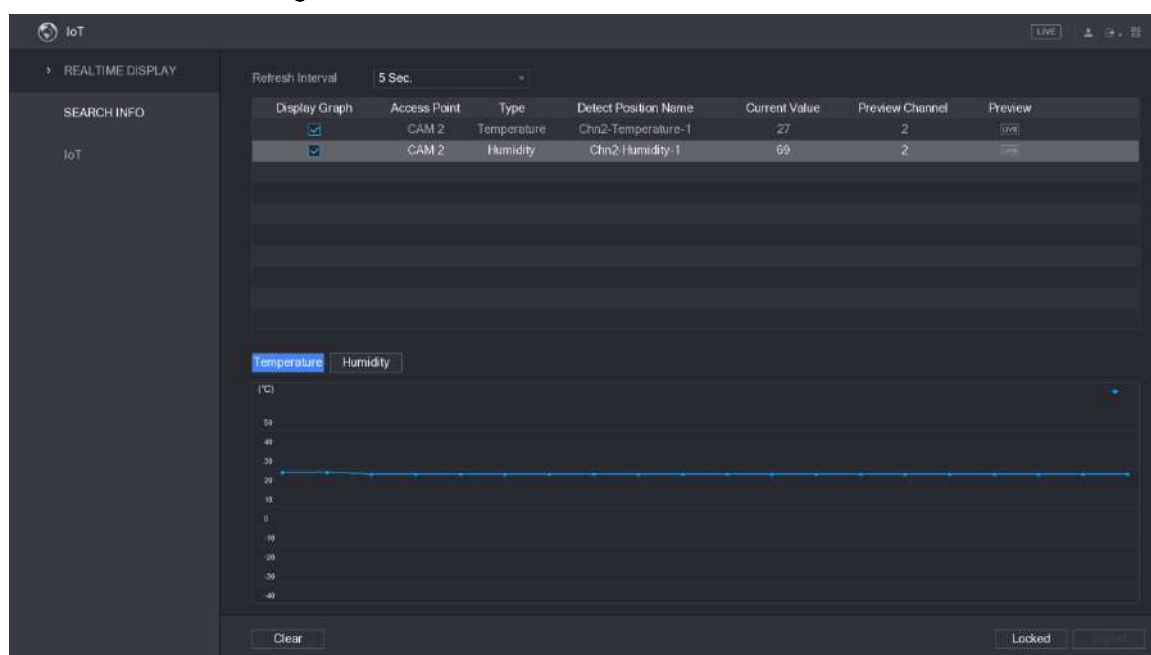 IoT LIVE
REALTIME DISPLAY
SEARCH INFO
IoT
Refresh Interval 5 Sec.
Display Graph Access Point Type Detect Position Name Current Value Preview Channel Preview
CAM 2 Temperature Chn2-Temperature-1 27 2 LIVE
CAM 2 Humidity Chn2-Humidity-1 69 2 LIVE
Temperature Humidity
(℃)
50
40
30
20
10
0
-10
-20
-30
-40
Clear Locked